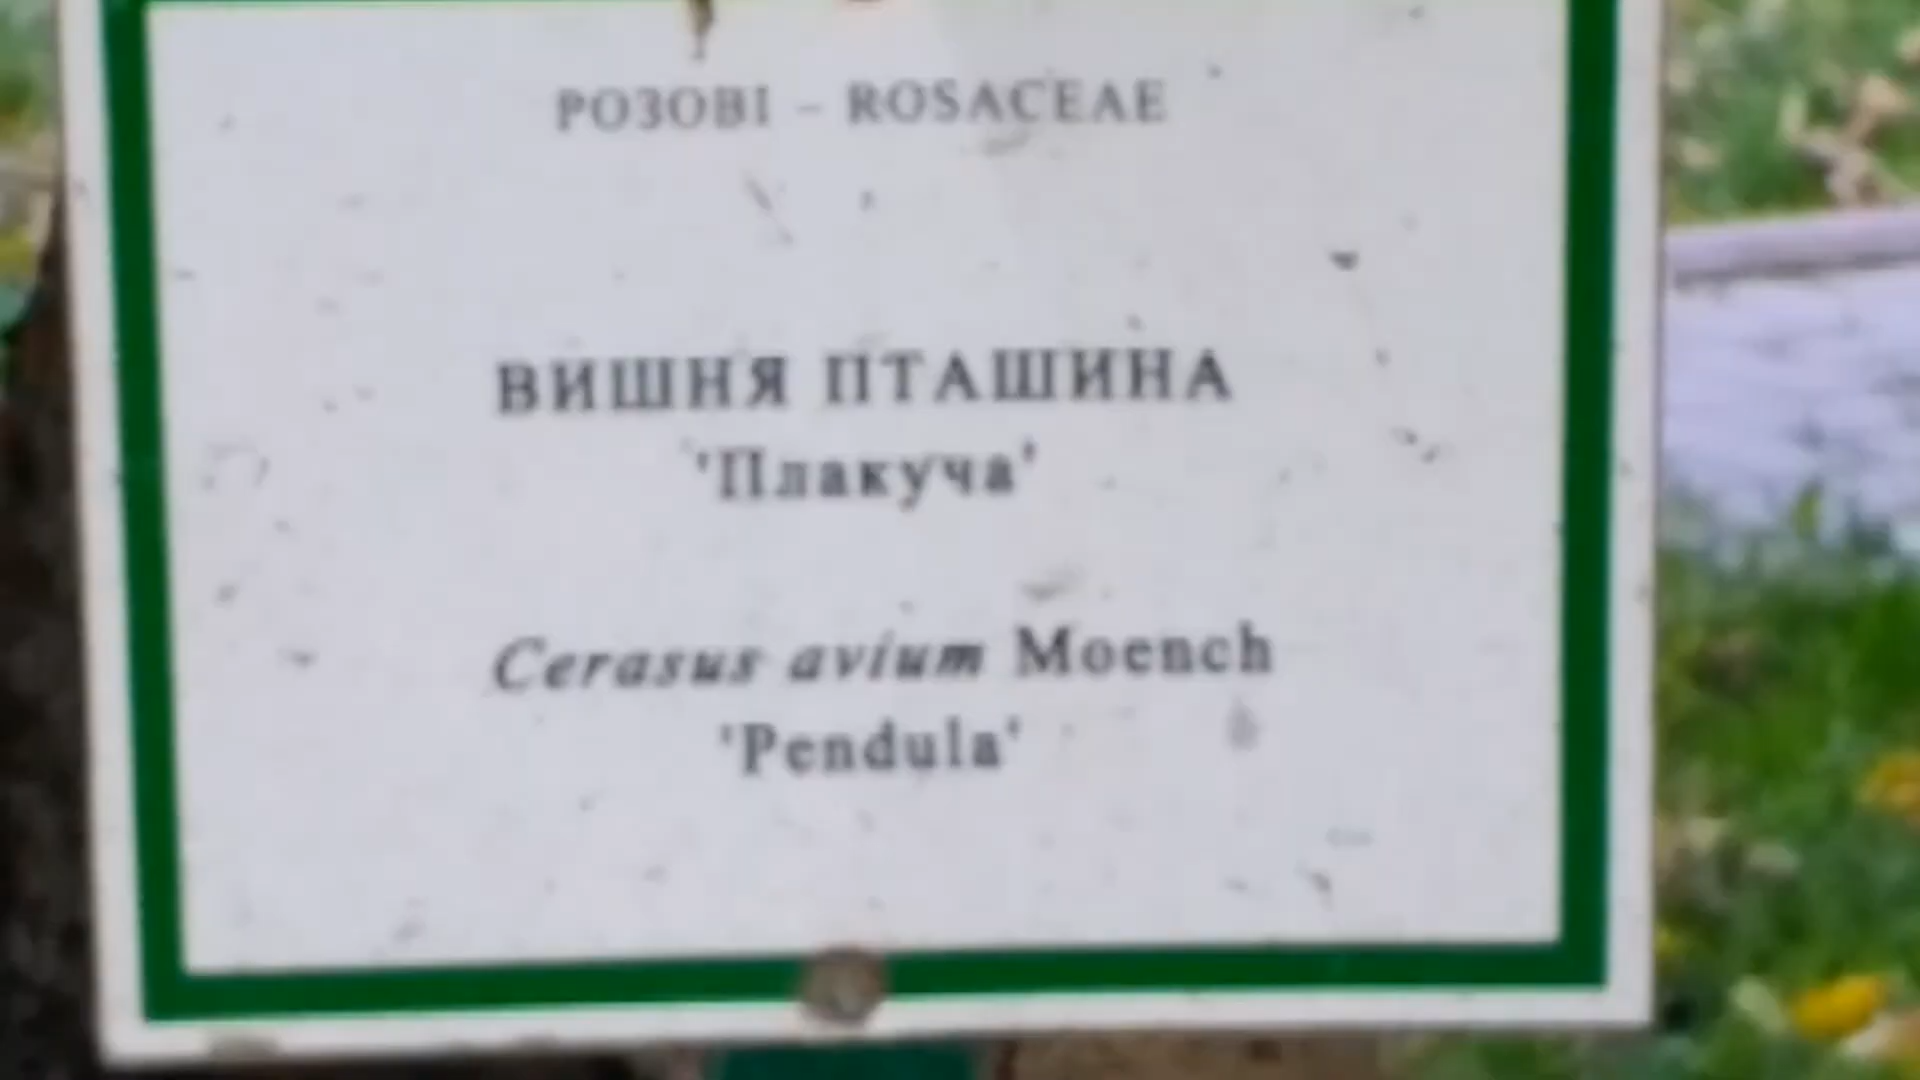 РОЗОВІ – ROSACEAE
ВИШНЯ ПТАШИНА
'Плакуча'
Cerasus avium Moench
'Pendula'